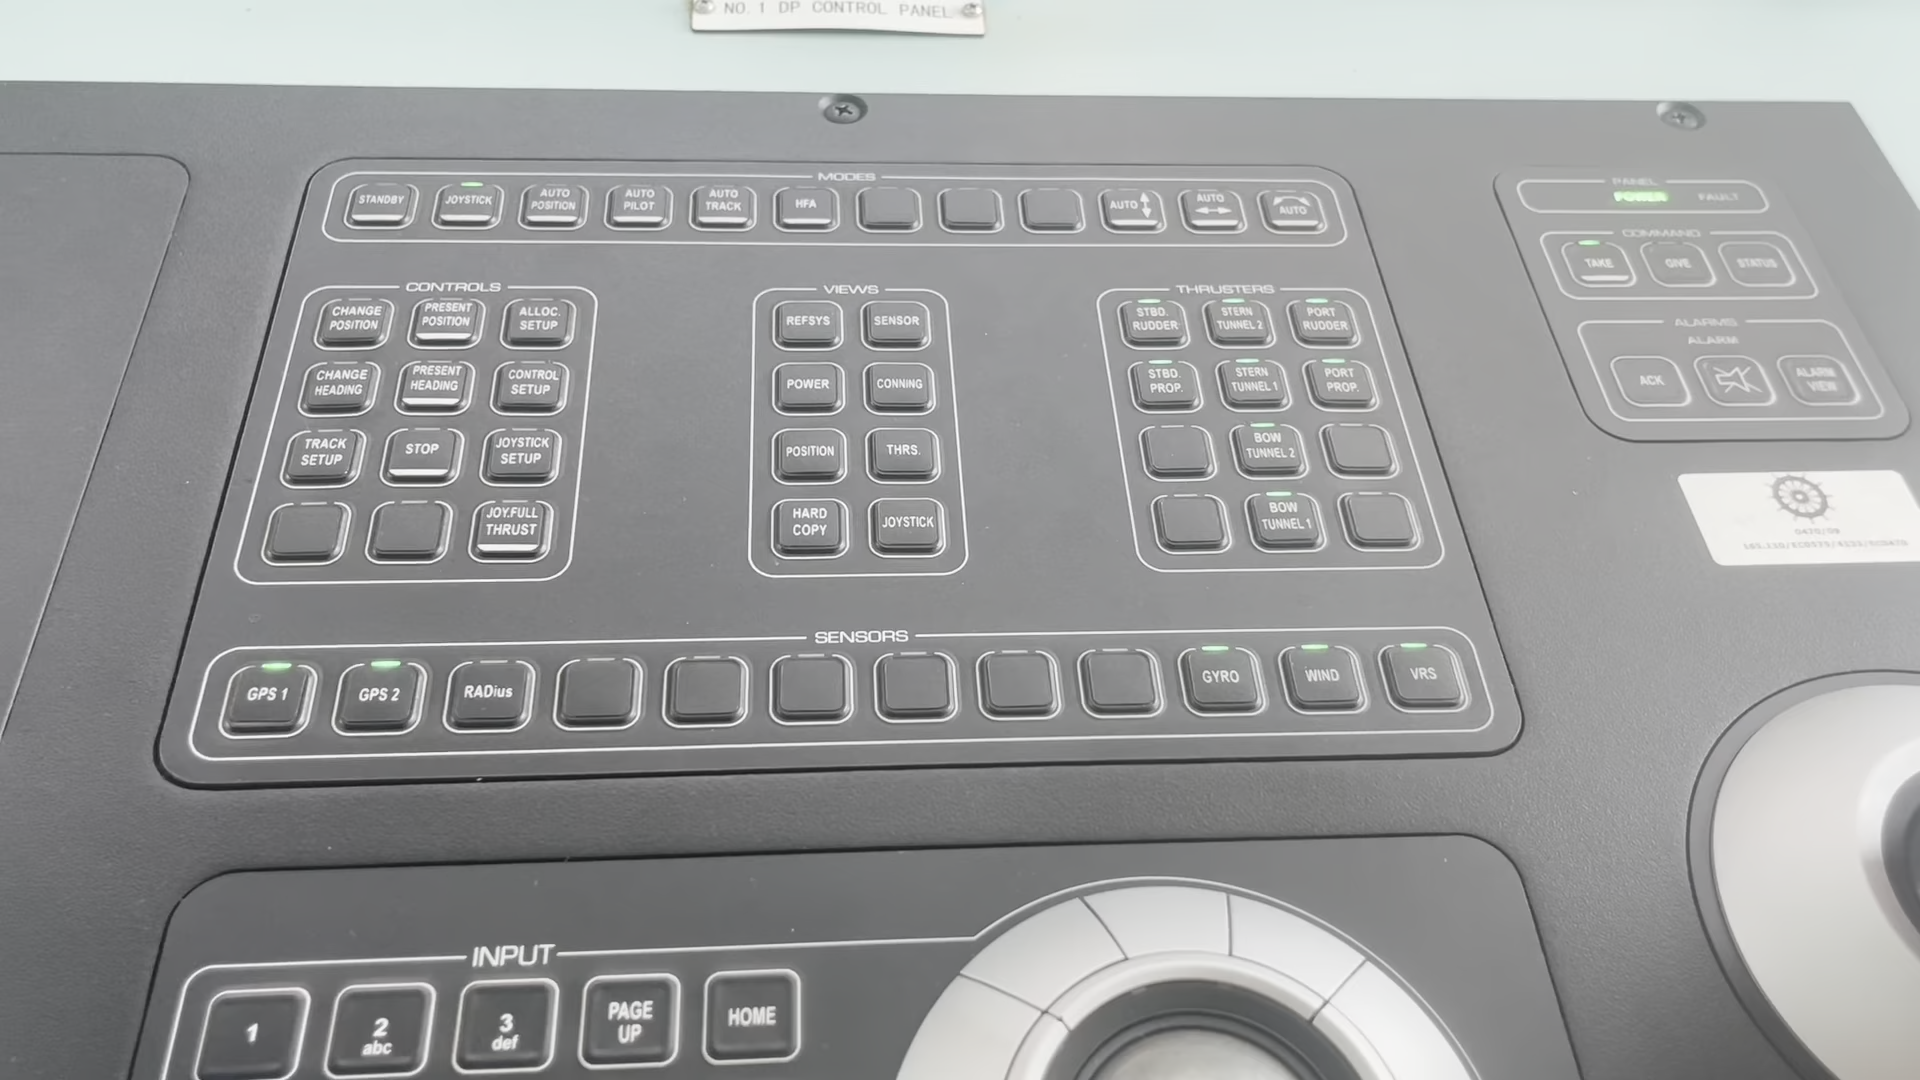 NO.1 DP CONTROL PANEL
MODES
STANDBY
JOYSTICK
AUTO
POSITION
AUTO
PILOT
AUTO
TRACK
HFA
AUTO
AUTO
AUTO
PANEL
POWER
FAULT
COMMAND
TAKE
GIVE
STATUS
ALARMS
ALARM
ACK
ALARM
VIEW
CONTROLS
CHANGE
POSITION
PRESENT
POSITION
ALLOC.
SETUP
CHANGE
HEADING
PRESENT
HEADING
CONTROL
SETUP
TRACK
SETUP
STOP
JOYSTICK
SETUP
JOY.FULL
THRUST
VIEWS
REFSYS
SENSOR
POWER
CONNING
POSITION
THRS.
HARD
COPY
JOYSTICK
THRUSTERS
STBD.
RUDDER
STERN
TUNNEL 2
PORT
RUDDER
STBD.
PROP.
STERN
TUNNEL 1
PORT
PROP.
BOW
TUNNEL 2
BOW
TUNNEL 1
0470/09
SENSORS
GPS 1
GPS 2
RADius
GYRO
WIND
VRS
INPUT
1
2
abc
3
def
PAGE
UP
HOME